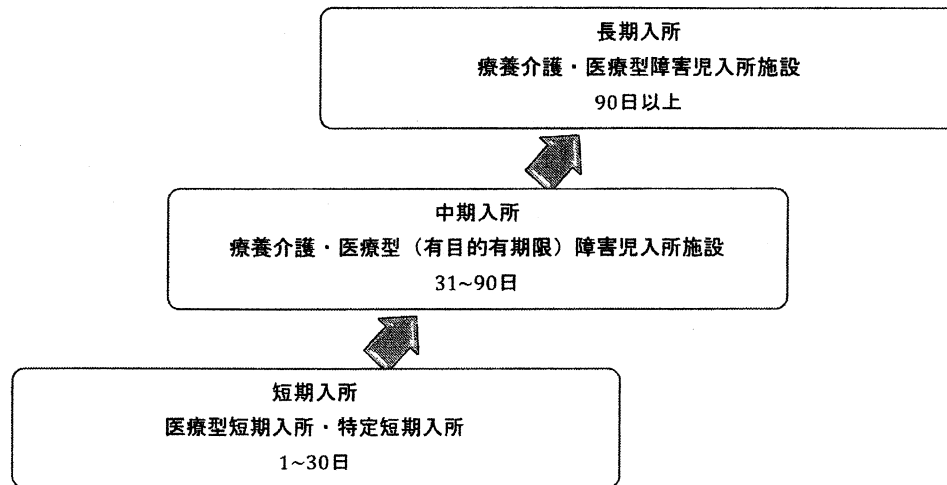 長期入所
療養介護・医療型障害児入所施設
90日以上
中期入所
療養介護・医療型（有目的有期限）障害児入所施設
31~90日
短期入所
医療型短期入所・特定短期入所
1~30日